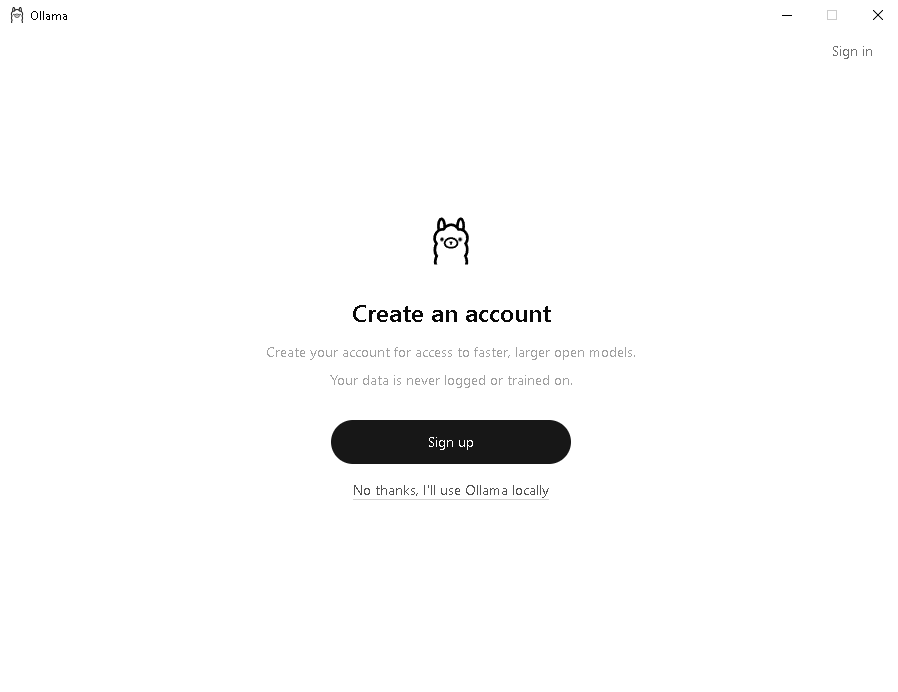 Ollama
Sign in
Create an account
Create your account for access to faster, larger open models.
Your data is never logged or trained on.
Sign up
No thanks, I'll use Ollama locally